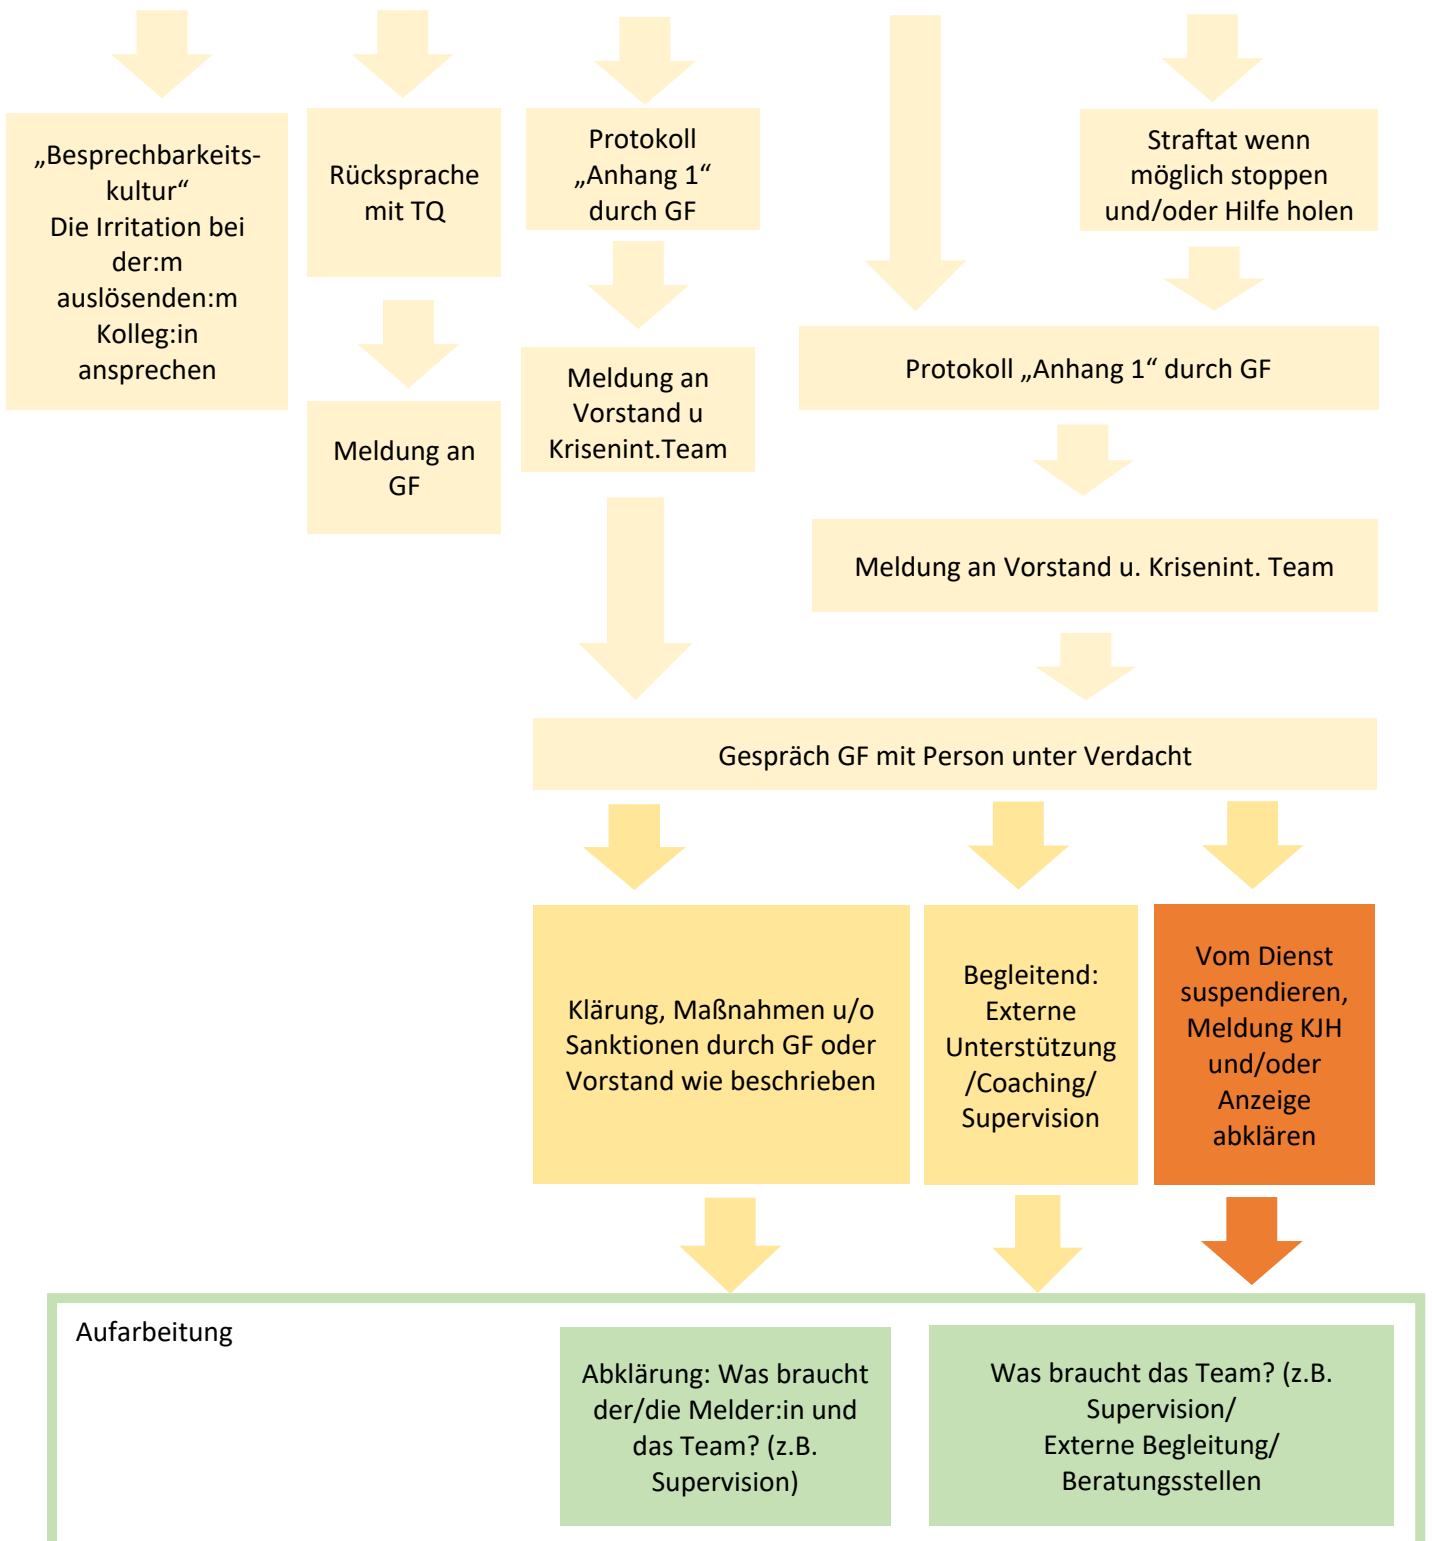 „Besprechbarkeits-
kultur“
Die Irritation bei
der:m
auslösenden:m
Kolleg:in
ansprechen
Rücksprache
mit TQ
Meldung an
GF
Protokoll
„Anhang 1“
durch GF
Meldung an
Vorstand u
Krisenint.Team
Straftat wenn
möglich stoppen
und/oder Hilfe holen
Protokoll „Anhang 1“ durch GF
Meldung an Vorstand u. Krisenint. Team
Gespräch GF mit Person unter Verdacht
Klärung, Maßnahmen u/o
Sanktionen durch GF oder
Vorstand wie beschrieben
Begleitend:
Externe
Unterstützung
/Coaching/
Supervision
Vom Dienst
suspendieren,
Meldung KJH
und/oder
Anzeige
abklären
Aufarbeitung
Abklärung: Was braucht
der/die Melder:in und
das Team? (z.B.
Supervision)
Was braucht das Team? (z.B.
Supervision/
Externe Begleitung/
Beratungsstellen